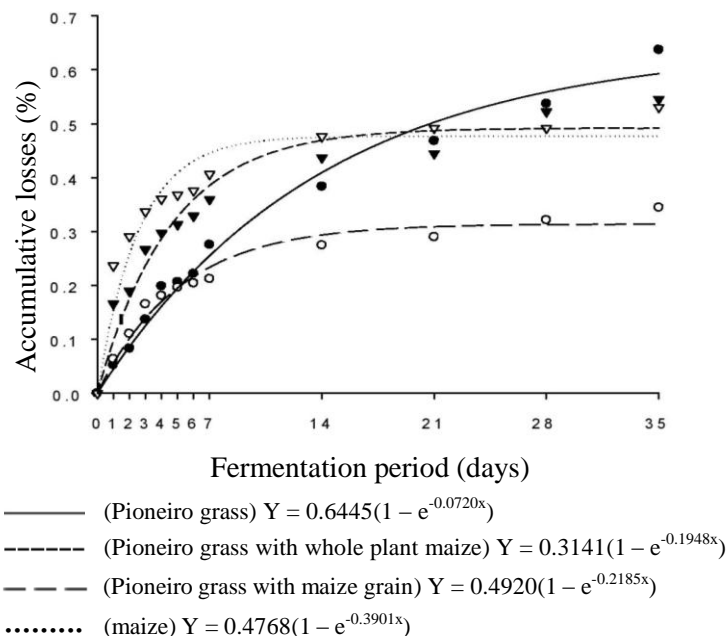 0.7
0.6
0.5
0.4
0.3
0.2
0.1
0.0
Accumulative losses (%)
0 1 2 3 4 5 6 7 14 21 28 35
Fermentation period (days)
(Pioneiro grass) Y = 0.6445(1 – e^-0.0720x)
(Pioneiro grass with whole plant maize) Y = 0.3141(1 – e^-0.1948x)
(Pioneiro grass with maize grain) Y = 0.4920(1 – e^-0.2185x)
(maize) Y = 0.4768(1 – e^-0.3901x)